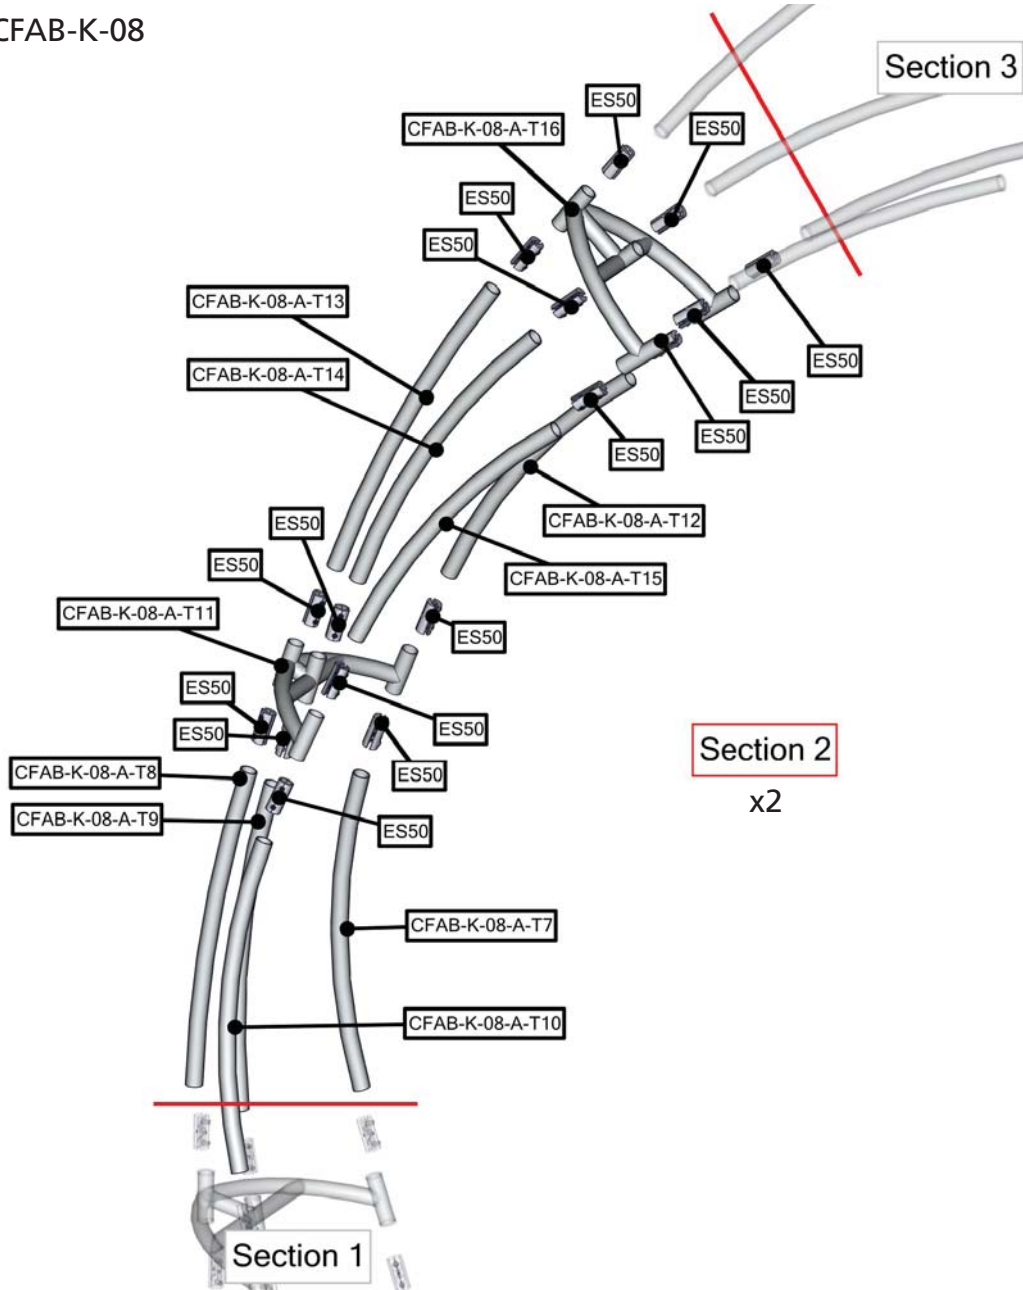 CFAB-K-08
Section 3
ES50
CFAB-K-08-A-T16
ES50
ES50
ES50
CFAB-K-08-A-T13
ES50
CFAB-K-08-A-T14
ES50
ES50
ES50
CFAB-K-08-A-T12
ES50
ES50
CFAB-K-08-A-T15
CFAB-K-08-A-T11
ES50
ES50
ES50
ES50
Section 2
CFAB-K-08-A-T8
ES50
x2
CFAB-K-08-A-T9
ES50
CFAB-K-08-A-T7
CFAB-K-08-A-T10
Section 1